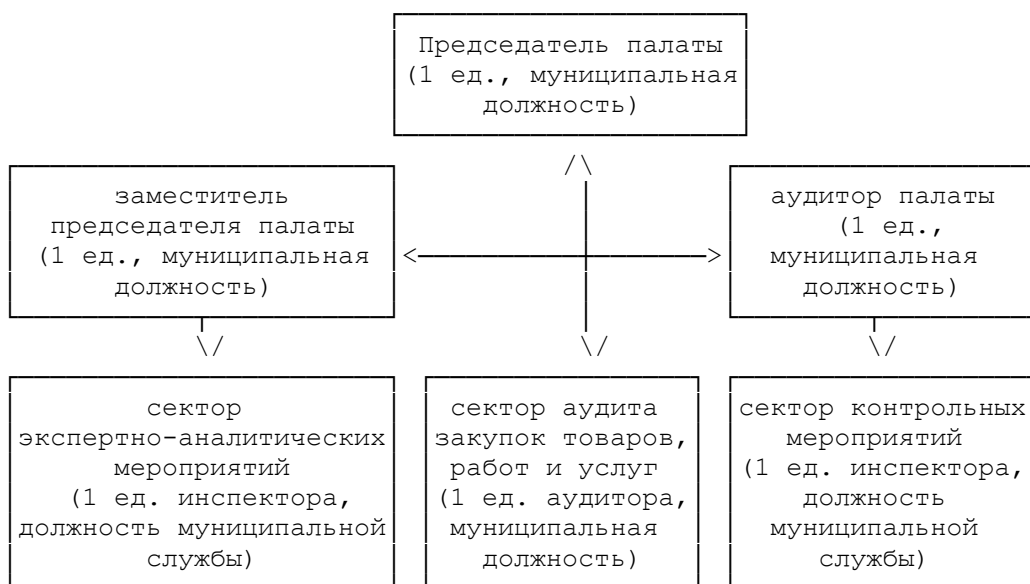 Председатель палаты
(1 ед., муниципальная
должность)
заместитель
председателя палаты
(1 ед., муниципальная
должность)
аудитор палаты
(1 ед.,
муниципальная
должность)
сектор
экспертно-аналитических
мероприятий
(1 ед. инспектора,
должность муниципальной
службы)
сектор аудита
закупок товаров,
работ и услуг
(1 ед. аудитора,
муниципальная
должность)
сектор контрольных
мероприятий
(1 ед. инспектора,
должность
муниципальной
службы)